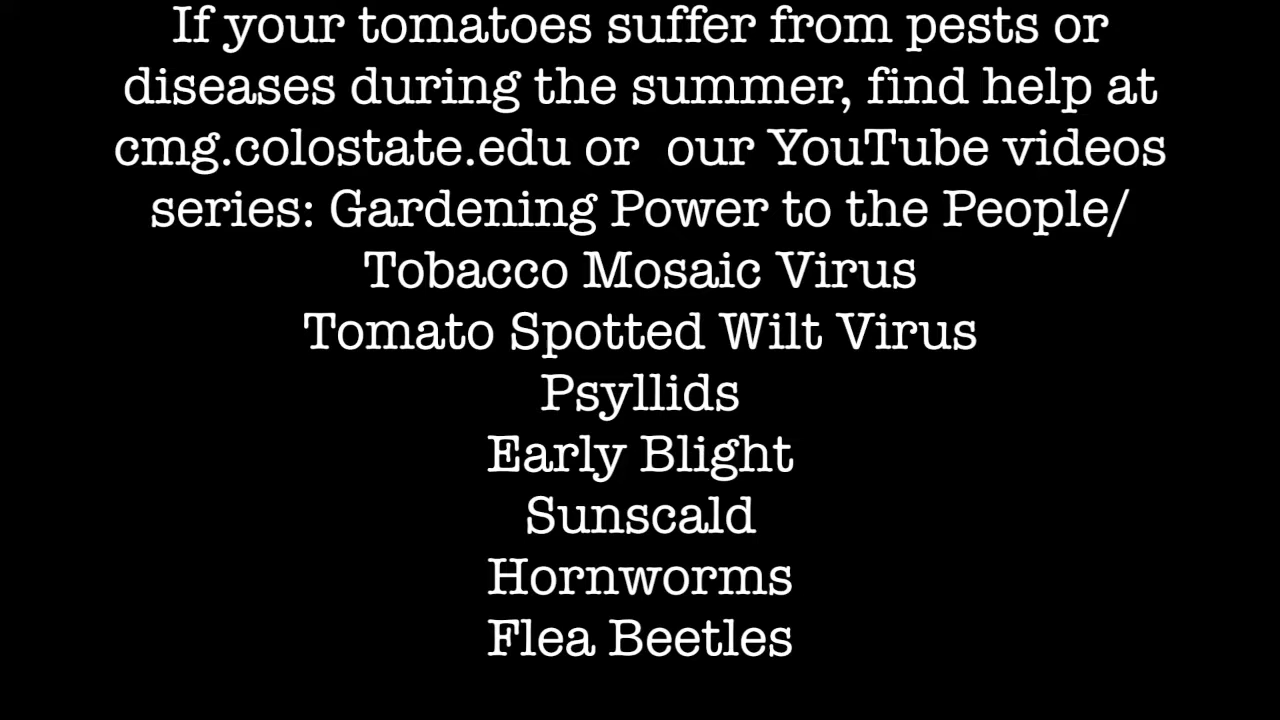 If your tomatoes suffer from pests or
diseases during the summer, find help at
cmg.colostate.edu or  our YouTube videos
series: Gardening Power to the People/
Tobacco Mosaic Virus
Tomato Spotted Wilt Virus
Psyllids
Early Blight
Sunscald
Hornworms
Flea Beetles